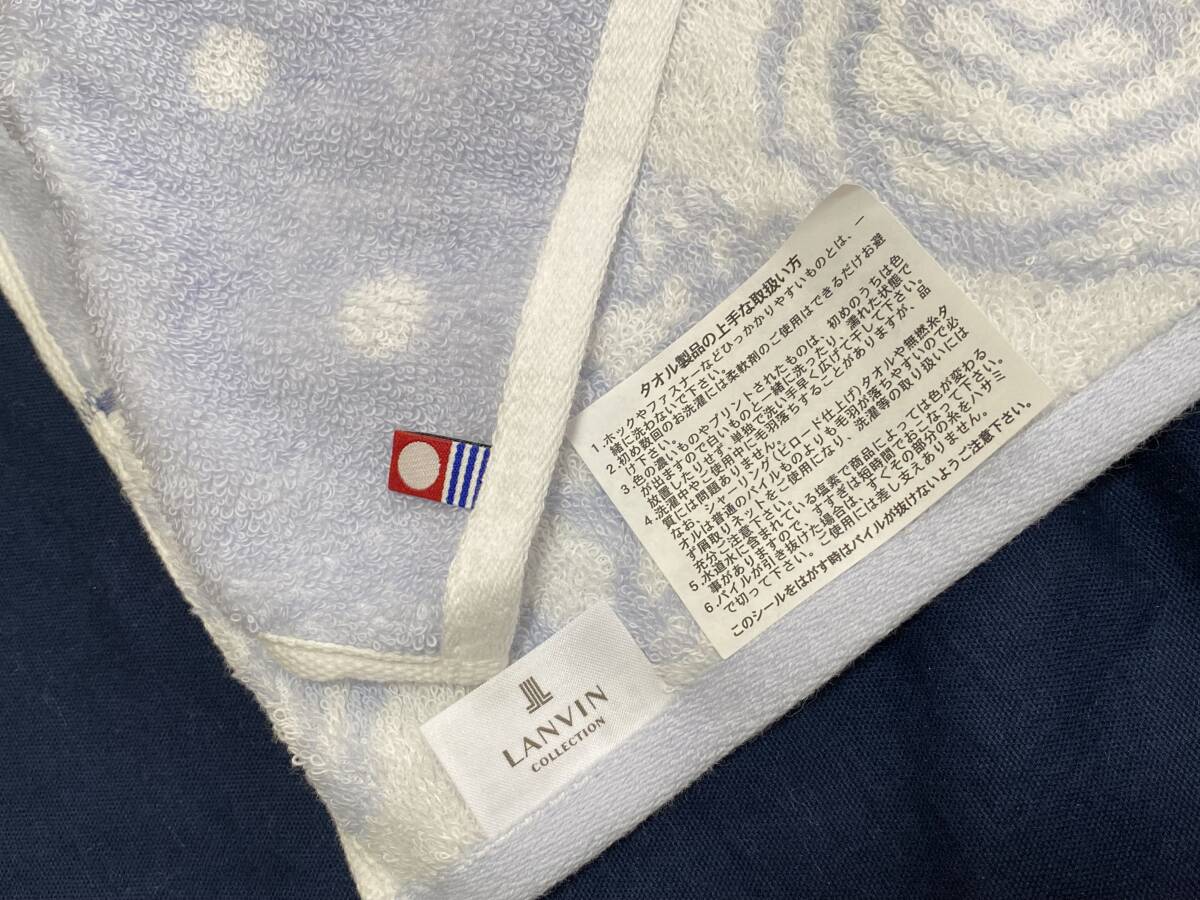 タオル製品の上手な取扱い方
1.ホックやファスナーなどひっかかりやすいものとは、一
緒に洗わないで下さい。
2.初め数回のお洗濯には柔軟剤のご使用はできるだけお避
け下さい。
3.色の濃いものやプリントされたものは、初めのうちは色
が出ますので白いものと一緒に洗ったり、濡れた状態で
放置したりせず、単独で洗い手早く広げて干して下さい。
4.洗濯中やご使用中に毛羽落ちすることがありますが、品
質には問題ありません。
なお、シャーリング(ビロード仕上げ)タオルや無撚糸タ
オルは普通のパイルものよりも毛羽が落ちやすいので必
ず屑取りネットをご使用になり、洗濯等の取り扱いには
充分ご注意下さい。
5.水道水に含まれている塩素で商品によっては色が変わる
事がありますので、すすぎは短時間でおこなって下さい。
6.パイルが引き抜けた場合は、すぐその部分の糸をハサミ
で切って下さい。ご使用には差し支えありません。
このシールをはがす時はパイルが抜けないようご注意下さい。
LANVIN
COLLECTION